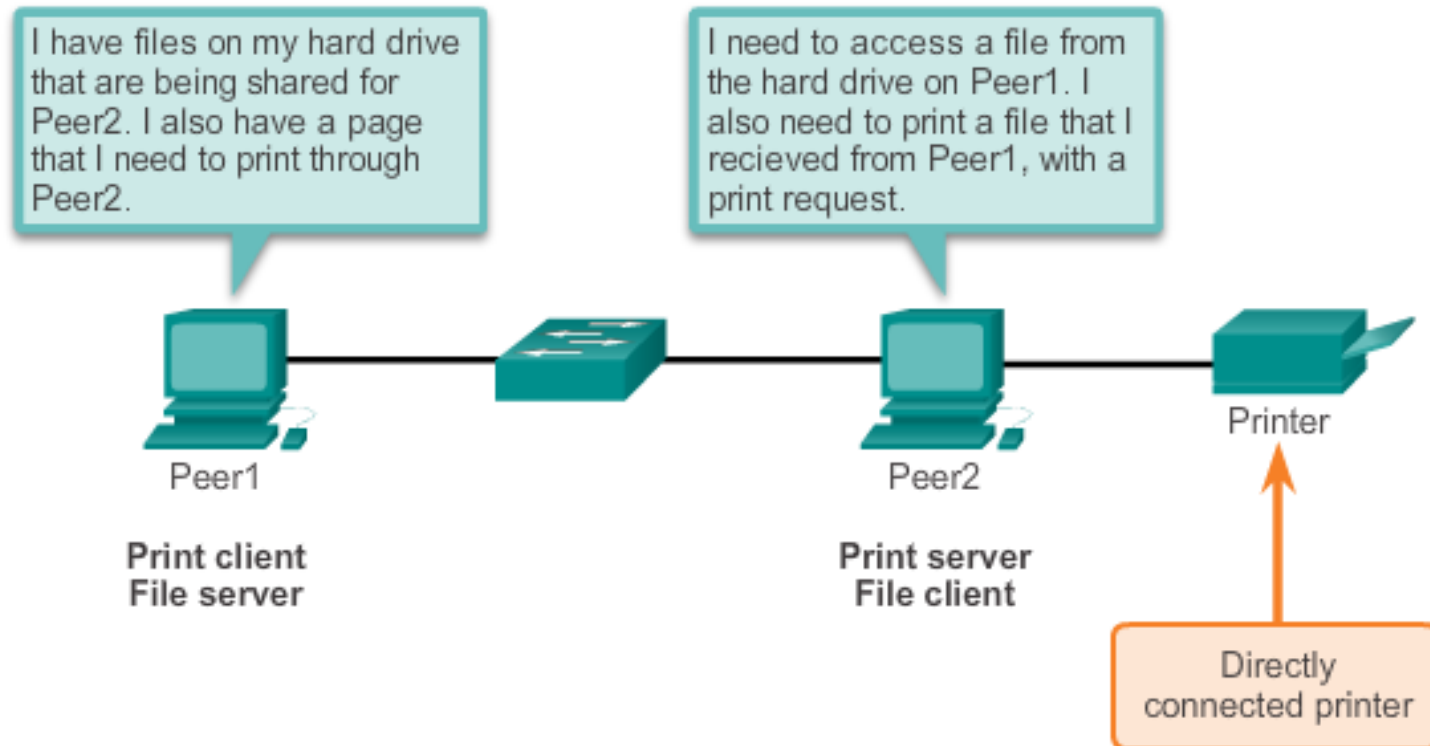 I have files on my hard drive
that are being shared for
Peer2. I also have a page
that I need to print through
Peer2.
I need to access a file from
the hard drive on Peer1. I
also need to print a file that I
recieved from Peer1, with a
print request.
Peer1
Print client
File server
Peer2
Print server
File client
Printer
Directly
connected printer